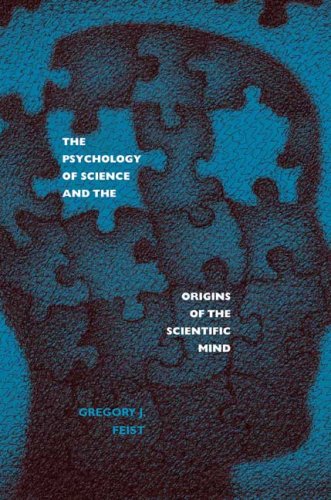 THE
PSYCHOLOGY
OF SCIENCE
AND THE
ORIGINS
OF THE
SCIENTIFIC
MIND
GREGORY J.
FEIST